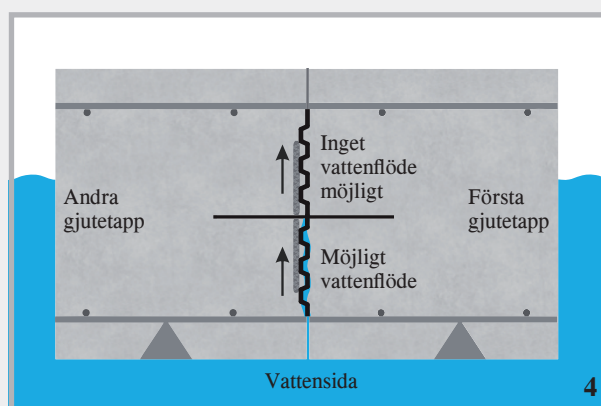 Inget
vattenflöde
möjligt
Andra
gjutetapp
Första
gjutetapp
Möjligt
vattenflöde
Vattensida
4